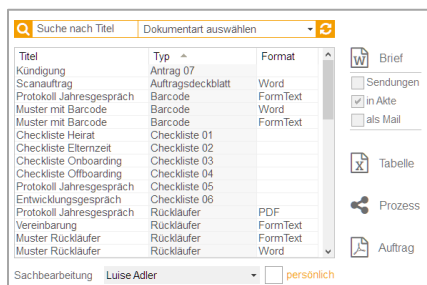 Suche nach Titel Dokumentart auswählen
Titel Typ Format
Kündigung Antrag 07
Scanauftrag Auftragsdeckblatt Word
Protokoll Jahresgespräch Barcode FormText
Muster mit Barcode Barcode Word
Muster mit Barcode Barcode FormText
Checkliste Heirat Checkliste 01
Checkliste Elternzeit Checkliste 02
Checkliste Onboarding Checkliste 03
Checkliste Offboarding Checkliste 04
Protokoll Jahresgespräch Checkliste 05
Entwicklungsgespräch Checkliste 06
Protokoll Jahresgespräch Rückläufer PDF
Vereinbarung Rückläufer FormText
Muster Rückläufer Rückläufer FormText
Muster Rückläufer Rückläufer Word
Sachbearbeitung Luise Adler persönlich
W Brief
Sendungen
in Akte
als Mail
X Tabelle
Prozess
Auftrag